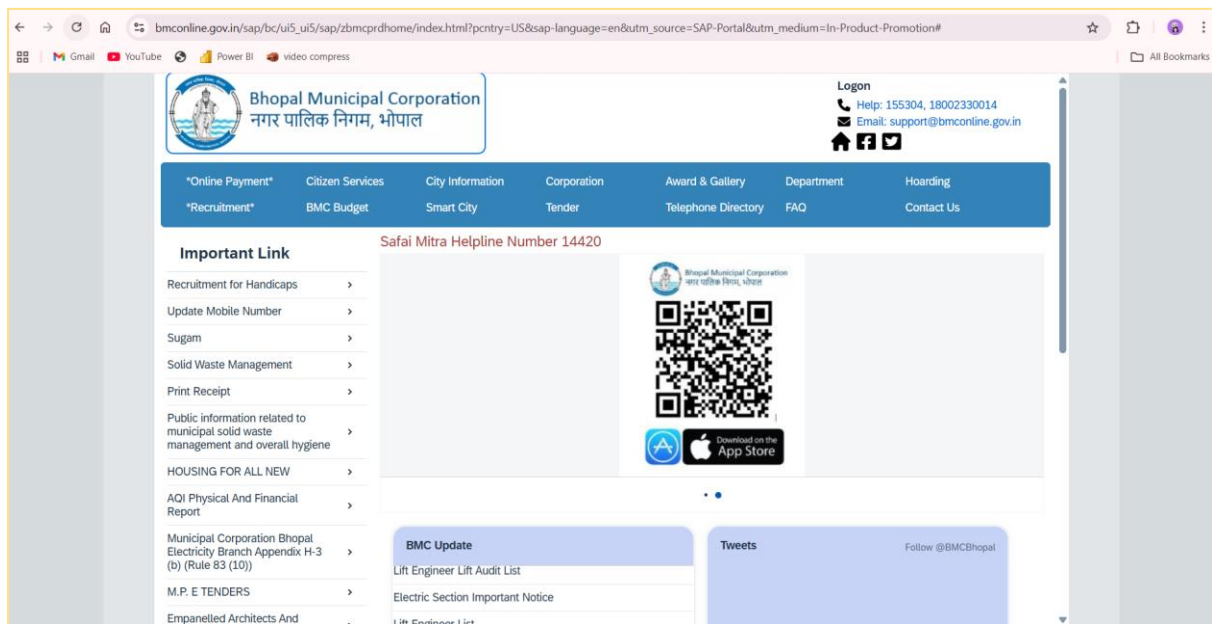 bmconline.gov.in/sap/bc/ui5_ui5/sap/zbmcprdhome/index.html?pcntry=US&sap-language=en&utm_source=SAP-Portal&utm_medium=In-Product-Promotion#
Gmail YouTube Power BI video compress All Bookmarks
Bhopal Municipal Corporation
नगर पालिक निगम, भोपाल
Logon
Help: 155304, 18002330014
Email: support@bmconline.gov.in
*Online Payment* Citizen Services City Information Corporation Award & Gallery Department Hoarding
*Recruitment* BMC Budget Smart City Tender Telephone Directory FAQ Contact Us
Important Link
Recruitment for Handicaps
Update Mobile Number
Sugam
Solid Waste Management
Print Receipt
Public information related to
municipal solid waste
management and overall hygiene
HOUSING FOR ALL NEW
AQI Physical And Financial
Report
Municipal Corporation Bhopal
Electricity Branch Appendix H-3
(b) (Rule 83 (10))
M.P. E TENDERS
Empanelled Architects And
Safai Mitra Helpline Number 14420
Bhopal Municipal Corporation
नगर पालिक निगम, भोपाल
Download on the
App Store
BMC Update
Lift Engineer Lift Audit List
Electric Section Important Notice
Lift Engineer List
Tweets
Follow @BMCBhopal